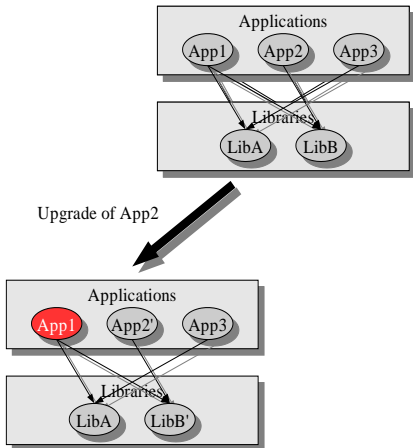 Applications
App1 App2 App3
Libraries
LibA LibB
Upgrade of App2
Applications
App1 App2' App3
Libraries
LibA LibB'